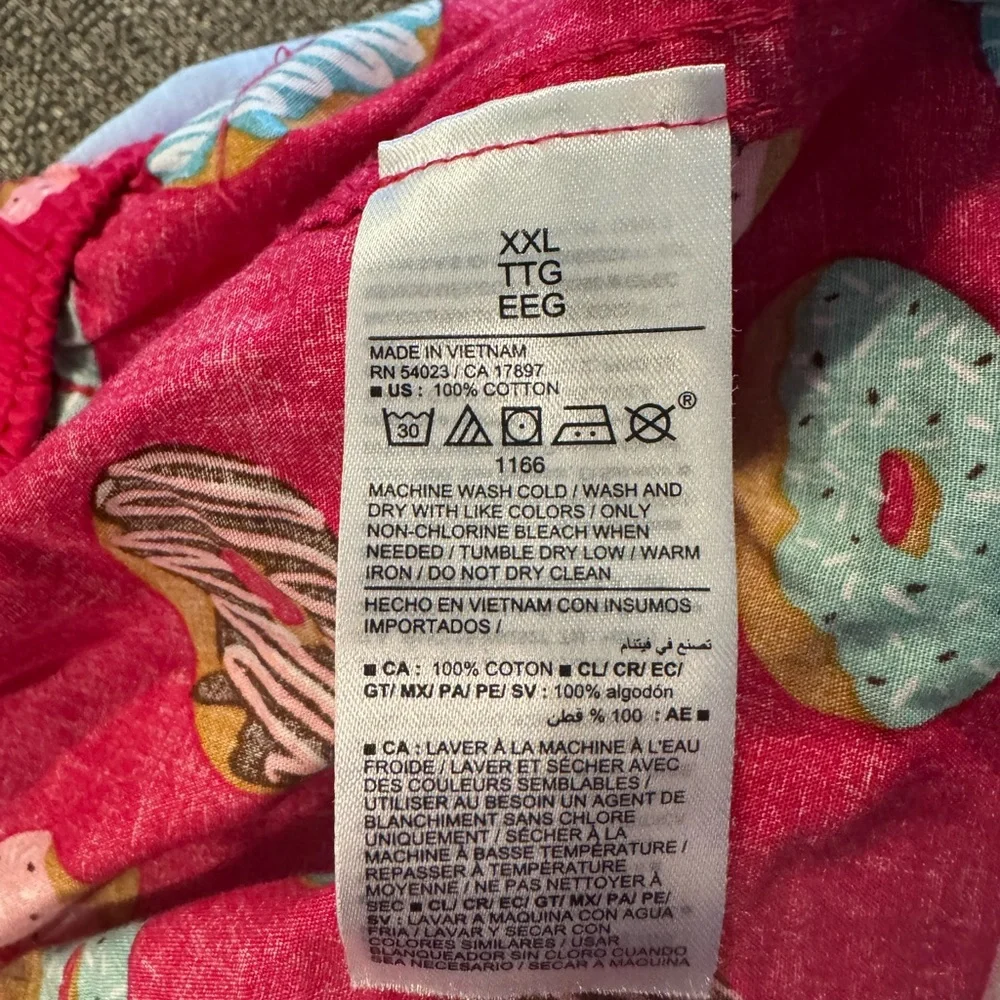 XXL
TTG
EEG
MADE IN VIETNAM
RN 54023 / CA 17897
■ US : 100% COTTON
30
®
1166
MACHINE WASH COLD / WASH AND
DRY WITH LIKE COLORS / ONLY
NON-CHLORINE BLEACH WHEN
NEEDED / TUMBLE DRY LOW / WARM
IRON / DO NOT DRY CLEAN
HECHO EN VIETNAM CON INSUMOS
IMPORTADOS /
تصنع في فيتنام
■ CA : 100% COTON ■ CL/ CR/ EC/
GT/ MX/ PA/ PE/ SV : 100% algodón
■ AE : 100 % قطن
■ CA : LAVER À LA MACHINE À L'EAU
FROIDE / LAVER ET SÉCHER AVEC
DES COULEURS SEMBLABLES /
UTILISER AU BESOIN UN AGENT DE
BLANCHIMENT SANS CHLORE
UNIQUEMENT / SÉCHER À LA
MACHINE À BASSE TEMPÉRATURE /
REPASSER À TEMPÉRATURE
MOYENNE / NE PAS NETTOYER À
SEC ■ CL/ CR/ EC/ GT/ MX/ PA/ PE/
SV : LAVAR A MAQUINA CON AGUA
FRIA / LAVAR Y SECAR CON
COLORES SIMILARES / USAR
BLANQUEADOR SIN CLORO CUANDO
SEA NECESARIO / SECAR A MAQUINA